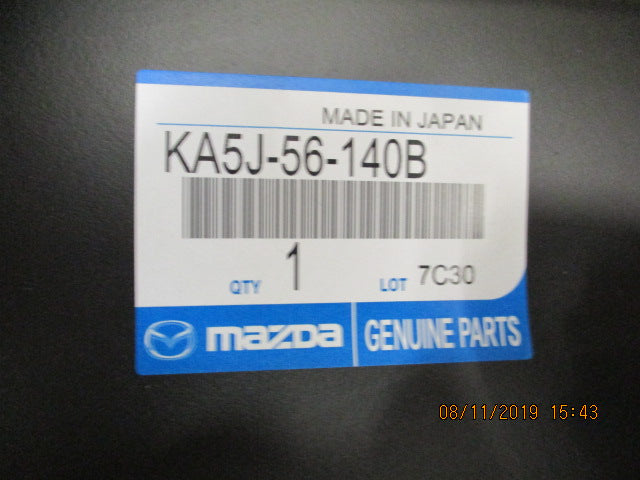 MADE IN JAPAN
KA5J-56-140B
QTY 1 LOT 7C30
mazda GENUINE PARTS
08/11/2019 15:43